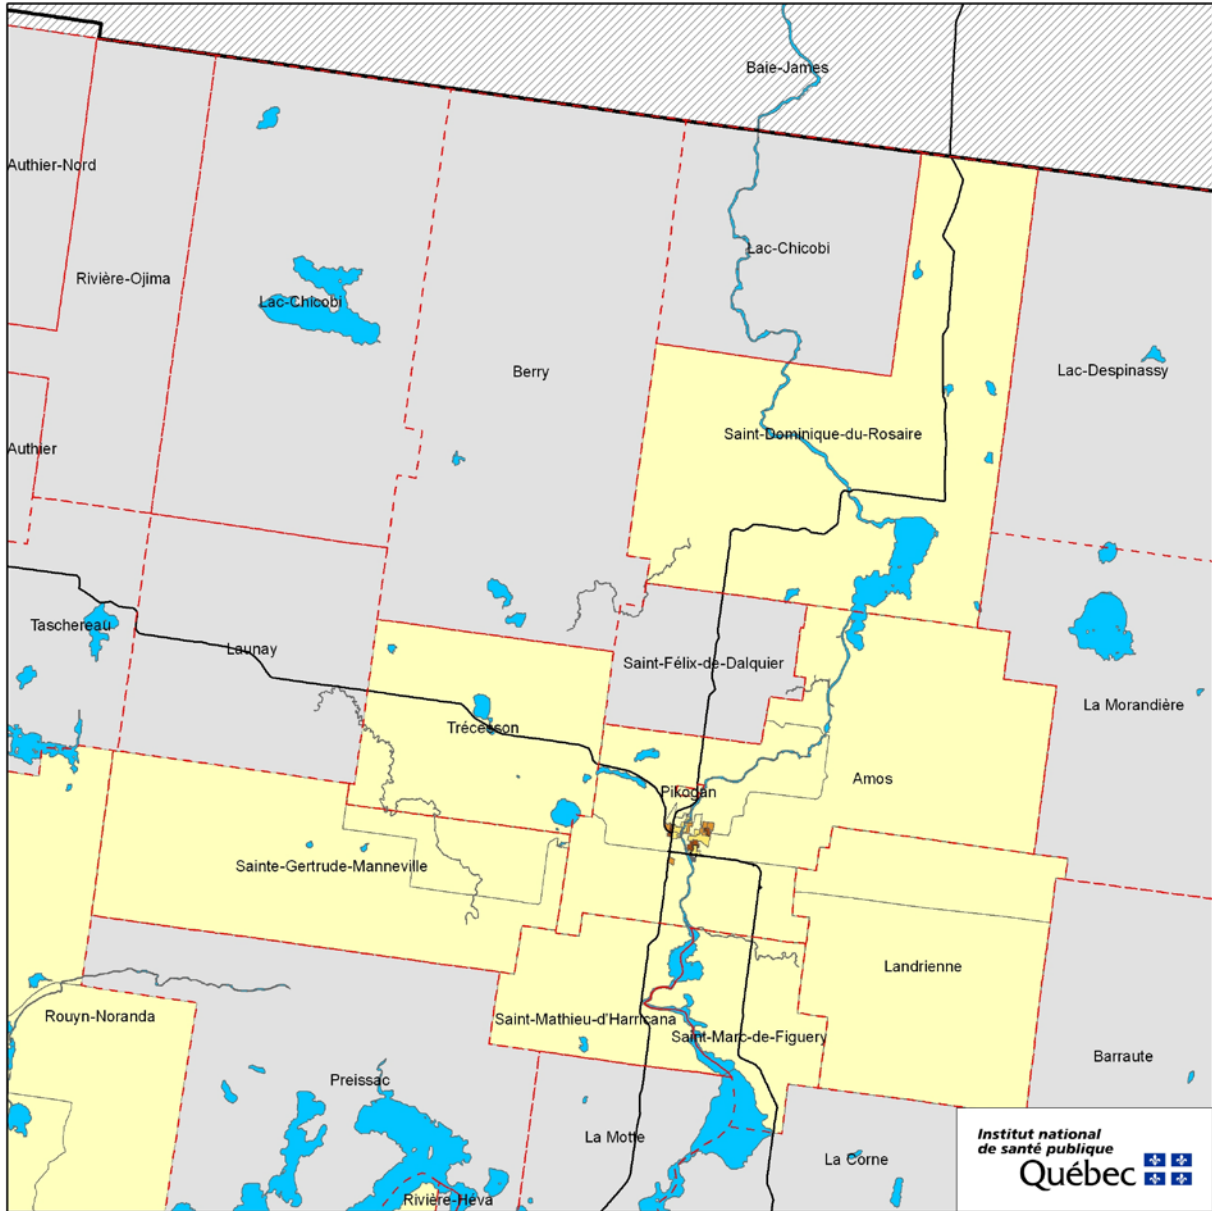 Baie-James
Authier-Nord
Lac-Chicobi
Rivière-Ojima
Lac-Chicobi
Berry
Lac-Despinassy
Saint-Dominique-du-Rosaire
Authier
Taschereau
Launay
Saint-Félix-de-Dalquier
La Morandière
Trécesson
Amos
Pikogan
Sainte-Gertrude-Manneville
Landrienne
Rouyn-Noranda
Saint-Mathieu-d'Harricana
Saint-Marc-de-Figuery
Barraute
Preissac
La Motte
La Corne
Rivière-Héva
Institut national
de santé publique
Québec